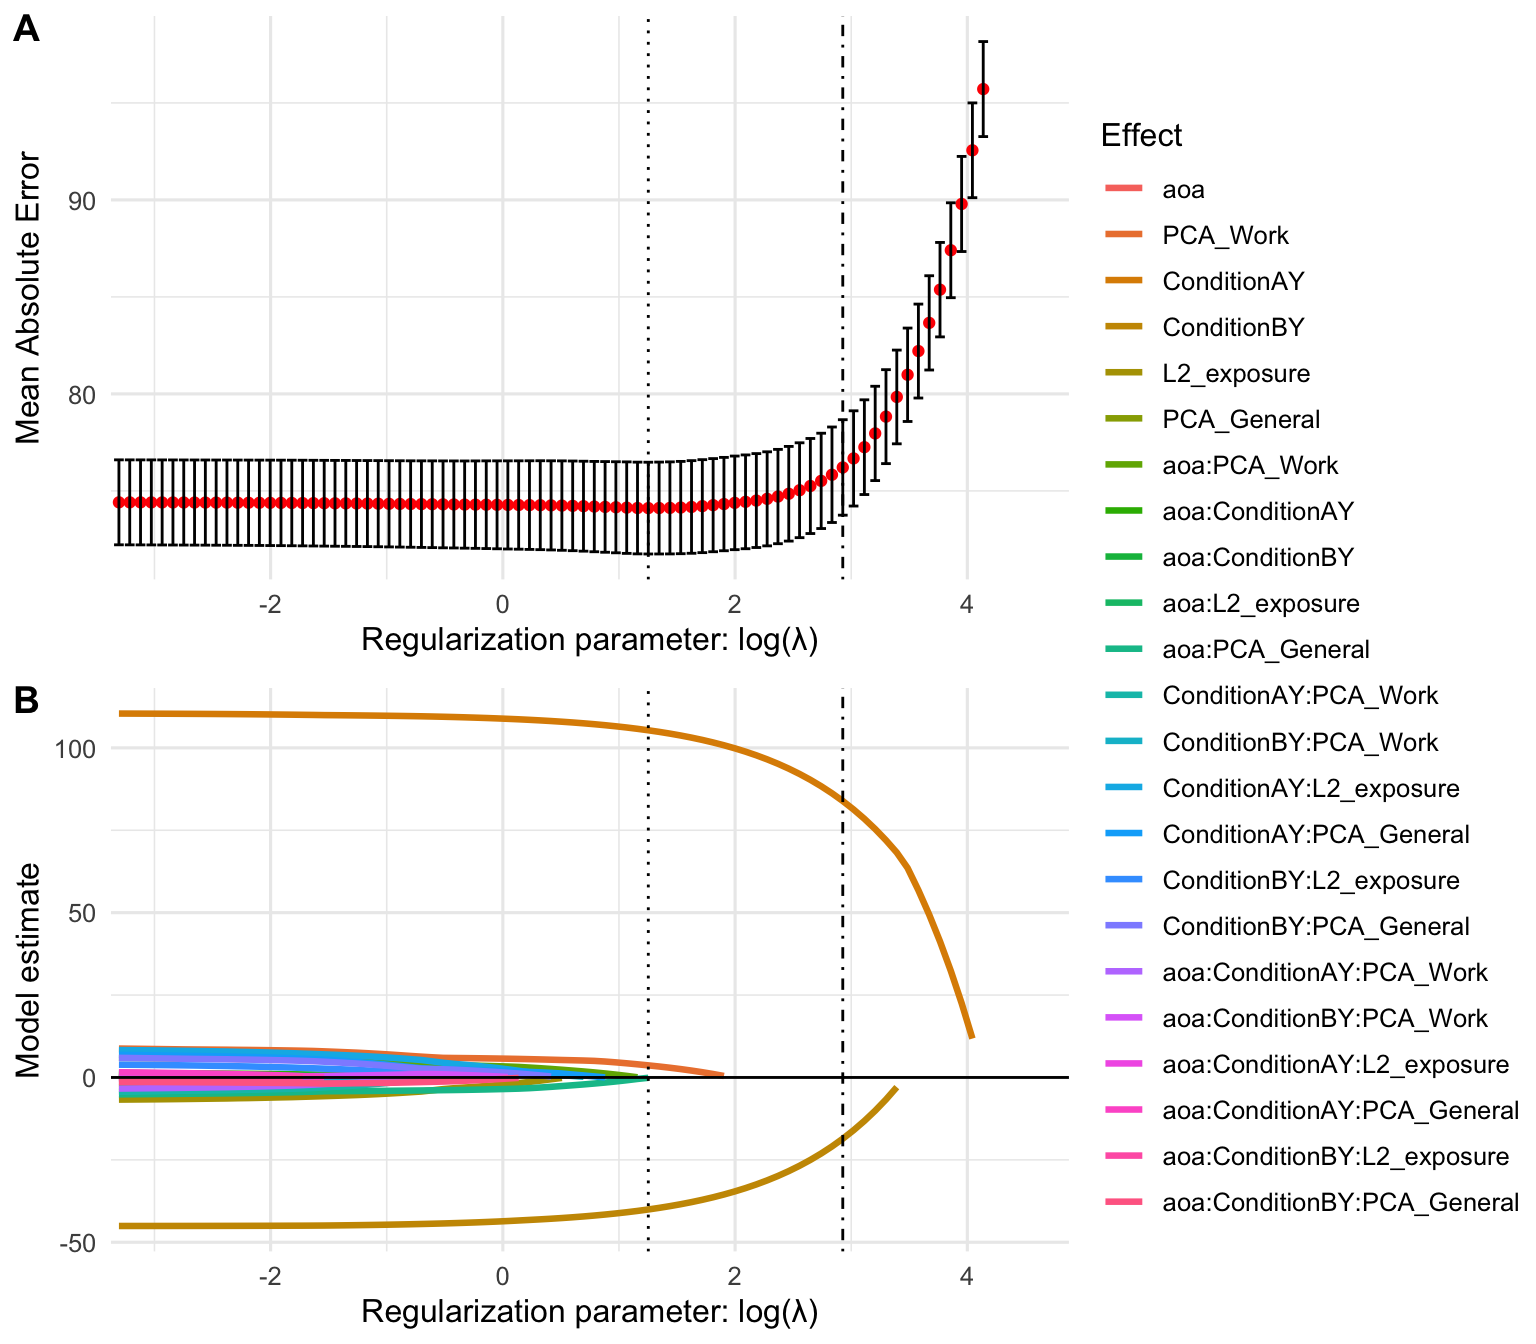 A
Mean Absolute Error
90
80
-2 0 2 4
Regularization parameter: log(λ)
B
Model estimate
100
50
0
-50
-2 0 2 4
Regularization parameter: log(λ)
Effect
aoa
PCA_Work
ConditionAY
ConditionBY
L2_exposure
PCA_General
aoa:PCA_Work
aoa:ConditionAY
aoa:ConditionBY
aoa:L2_exposure
aoa:PCA_General
ConditionAY:PCA_Work
ConditionBY:PCA_Work
ConditionAY:L2_exposure
ConditionAY:PCA_General
ConditionBY:L2_exposure
ConditionBY:PCA_General
aoa:ConditionAY:PCA_Work
aoa:ConditionBY:PCA_Work
aoa:ConditionAY:L2_exposure
aoa:ConditionAY:PCA_General
aoa:ConditionBY:L2_exposure
aoa:ConditionBY:PCA_General